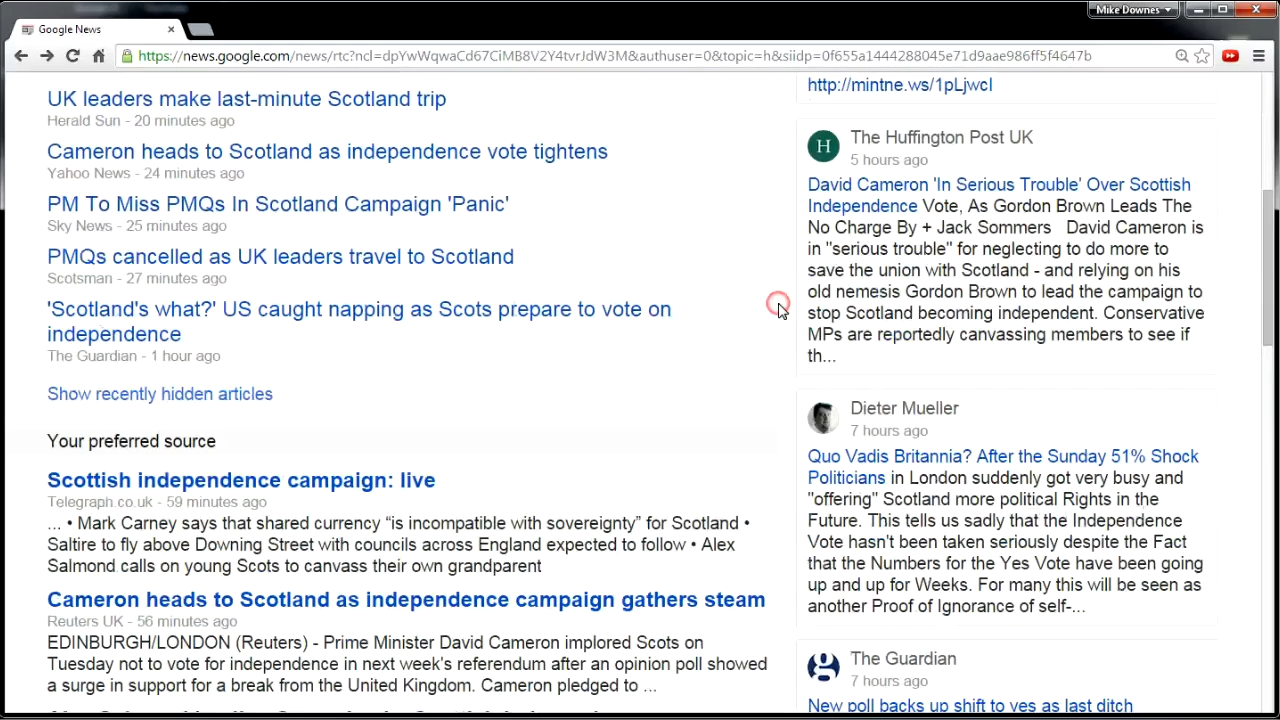 Mike Downes
Google News
https://news.google.com/news/rtc?ncl=dpYwWqwaCd67CiMB8V2Y4tvrJdW3M&authuser=0&topic=h&siidp=0f655a1444288045e71d9aae986ff5f4647b
UK leaders make last-minute Scotland trip
Herald Sun - 20 minutes ago
Cameron heads to Scotland as independence vote tightens
Yahoo News - 24 minutes ago
PM To Miss PMQs In Scotland Campaign 'Panic'
Sky News - 25 minutes ago
PMQs cancelled as UK leaders travel to Scotland
Scotsman - 27 minutes ago
'Scotland's what?' US caught napping as Scots prepare to vote on
independence
The Guardian - 1 hour ago
Show recently hidden articles
Your preferred source
Scottish independence campaign: live
Telegraph.co.uk - 59 minutes ago
... • Mark Carney says that shared currency “is incompatible with sovereignty” for Scotland •
Saltire to fly above Downing Street with councils across England expected to follow • Alex
Salmond calls on young Scots to canvass their own grandparent
Cameron heads to Scotland as independence campaign gathers steam
Reuters UK - 56 minutes ago
EDINBURGH/LONDON (Reuters) - Prime Minister David Cameron implored Scots on
Tuesday not to vote for independence in next week's referendum after an opinion poll showed
a surge in support for a break from the United Kingdom. Cameron pledged to ...
http://mintne.ws/1pLjwcI
H
The Huffington Post UK
5 hours ago
David Cameron 'In Serious Trouble' Over Scottish
Independence Vote, As Gordon Brown Leads The
No Charge By + Jack Sommers David Cameron is
in "serious trouble" for neglecting to do more to
save the union with Scotland - and relying on his
old nemesis Gordon Brown to lead the campaign to
stop Scotland becoming independent. Conservative
MPs are reportedly canvassing members to see if
th...
Dieter Mueller
7 hours ago
Quo Vadis Britannia? After the Sunday 51% Shock
Politicians in London suddenly got very busy and
"offering" Scotland more political Rights in the
Future. This tells us sadly that the Independence
Vote hasn't been taken seriously despite the Fact
that the Numbers for the Yes Vote have been going
up and up for Weeks. For many this will be seen as
another Proof of Ignorance of self-...
g
The Guardian
7 hours ago
New poll backs up shift to yes as last ditch